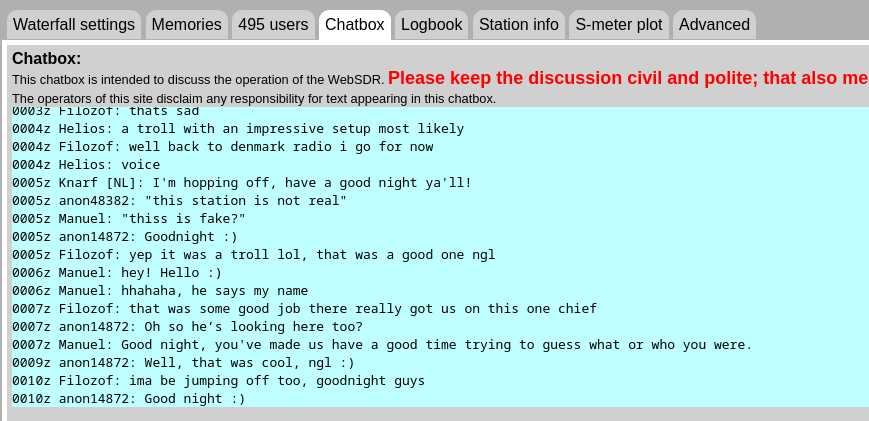 Waterfall settings Memories 495 users Chatbox Logbook Station info S-meter plot Advanced
Chatbox:
This chatbox is intended to discuss the operation of the WebSDR. Please keep the discussion civil and polite; that also me
The operators of this site disclaim any responsibility for text appearing in this chatbox.
0003z Filozof: thats sad
0004z Helios: a troll with an impressive setup most likely
0004z Filozof: well back to denmark radio i go for now
0004z Helios: voice
0005z Knarf [NL]: I'm hopping off, have a good night ya'll!
0005z anon48382: "this station is not real"
0005z Manuel: "thiss is fake?"
0005z anon14872: Goodnight :)
0005z Filozof: yep it was a troll lol, that was a good one ngl
0006z Manuel: hey! Hello :)
0006z Manuel: hhahaha, he says my name
0007z Filozof: that was some good job there really got us on this one chief
0007z anon14872: Oh so he’s looking here too?
0007z Manuel: Good night, you've made us have a good time trying to guess what or who you were.
0009z anon14872: Well, that was cool, ngl :)
0010z Filozof: ima be jumping off too, goodnight guys
0010z anon14872: Good night :)